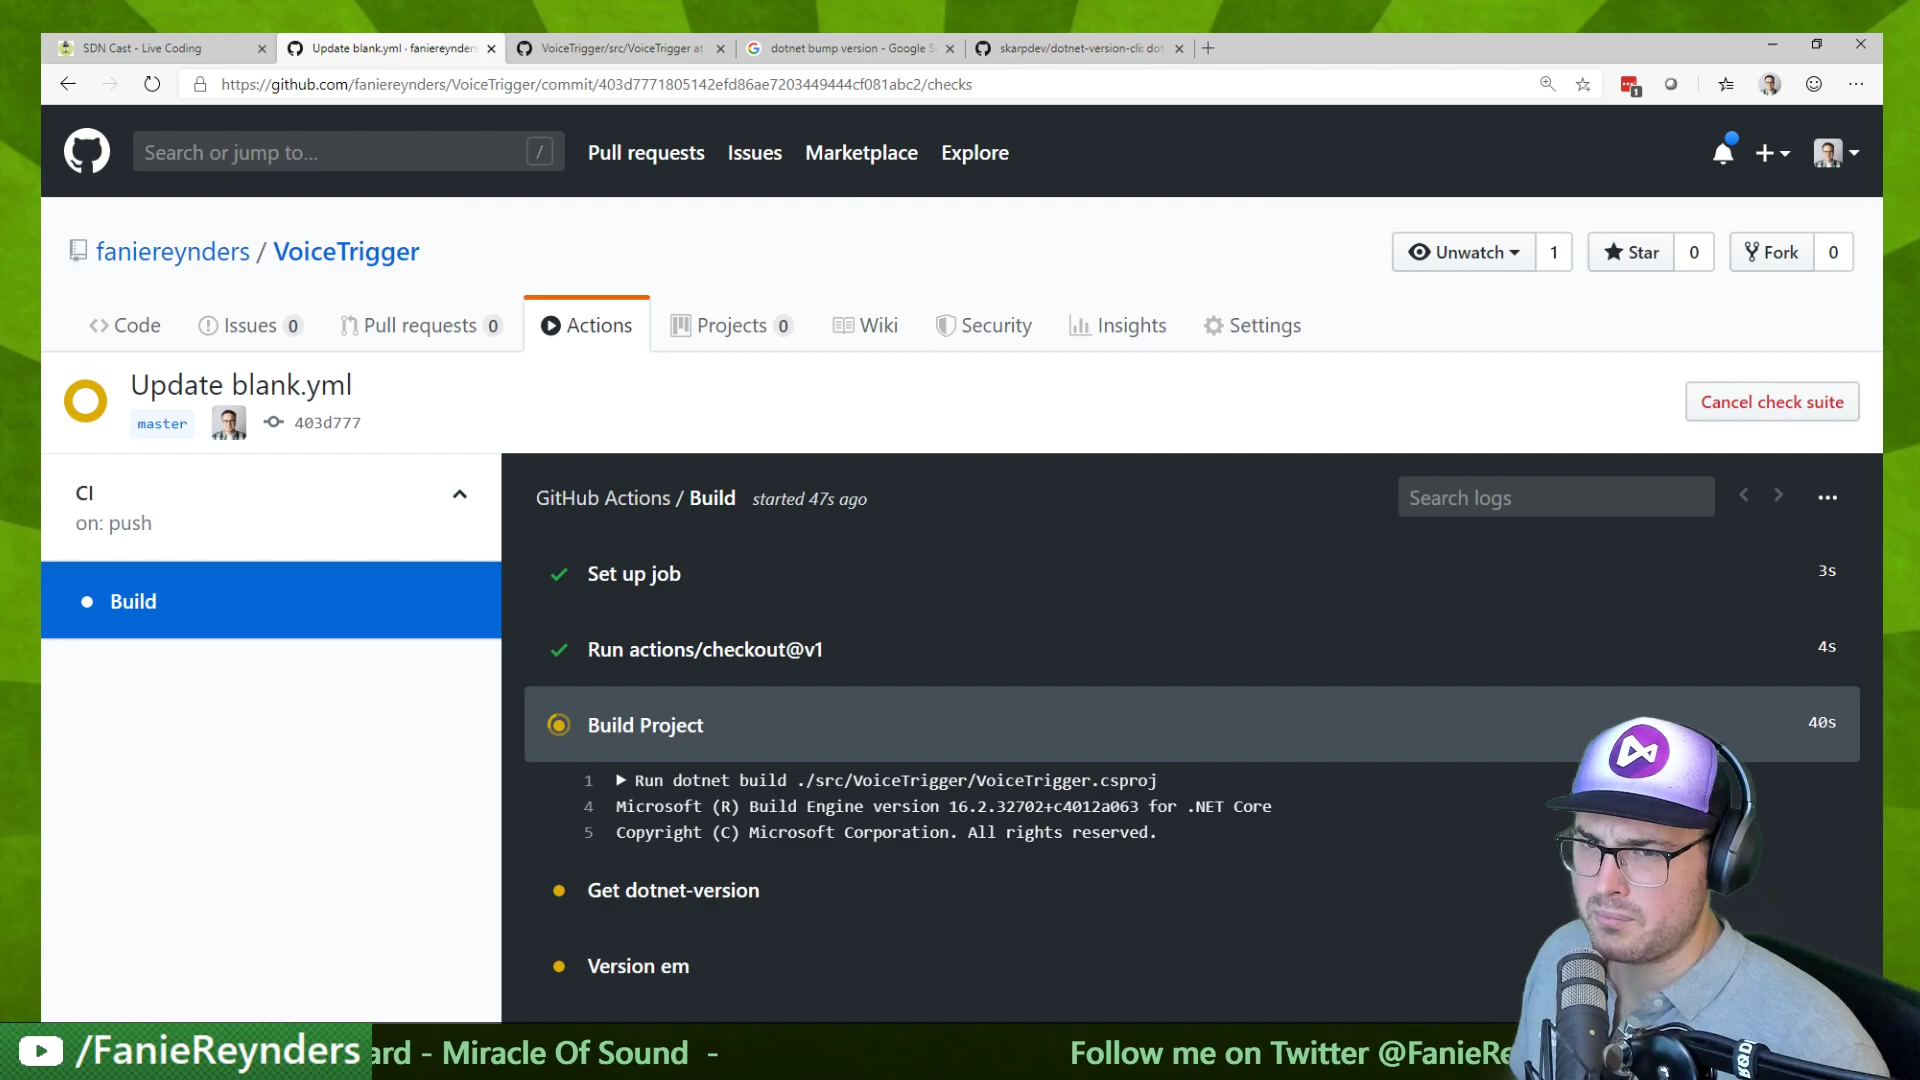 SDN Cast - Live Coding
Update blank.yml · faniereynders
VoiceTrigger/src/VoiceTrigger at
dotnet bump version - Google S
skarpdev/dotnet-version-cli: dot
https://github.com/faniereynders/VoiceTrigger/commit/403d7771805142efd86ae7203449444cf081abc2/checks
1
Search or jump to...
/
Pull requests
Issues
Marketplace
Explore
faniereynders / VoiceTrigger
Unwatch
1
Star
0
Fork
0
Code
Issues 0
Pull requests 0
Actions
Projects 0
Wiki
Security
Insights
Settings
Update blank.yml
master
403d777
Cancel check suite
CI
on: push
Build
GitHub Actions / Build started 47s ago
Search logs
Set up job
3s
Run actions/checkout@v1
4s
Build Project
40s
1 Run dotnet build ./src/VoiceTrigger/VoiceTrigger.csproj
4 Microsoft (R) Build Engine version 16.2.32702+c4012a063 for .NET Core
5 Copyright (C) Microsoft Corporation. All rights reserved.
Get dotnet-version
Version em
/FanieReynders
ard - Miracle Of Sound -
Follow me on Twitter @FanieRe